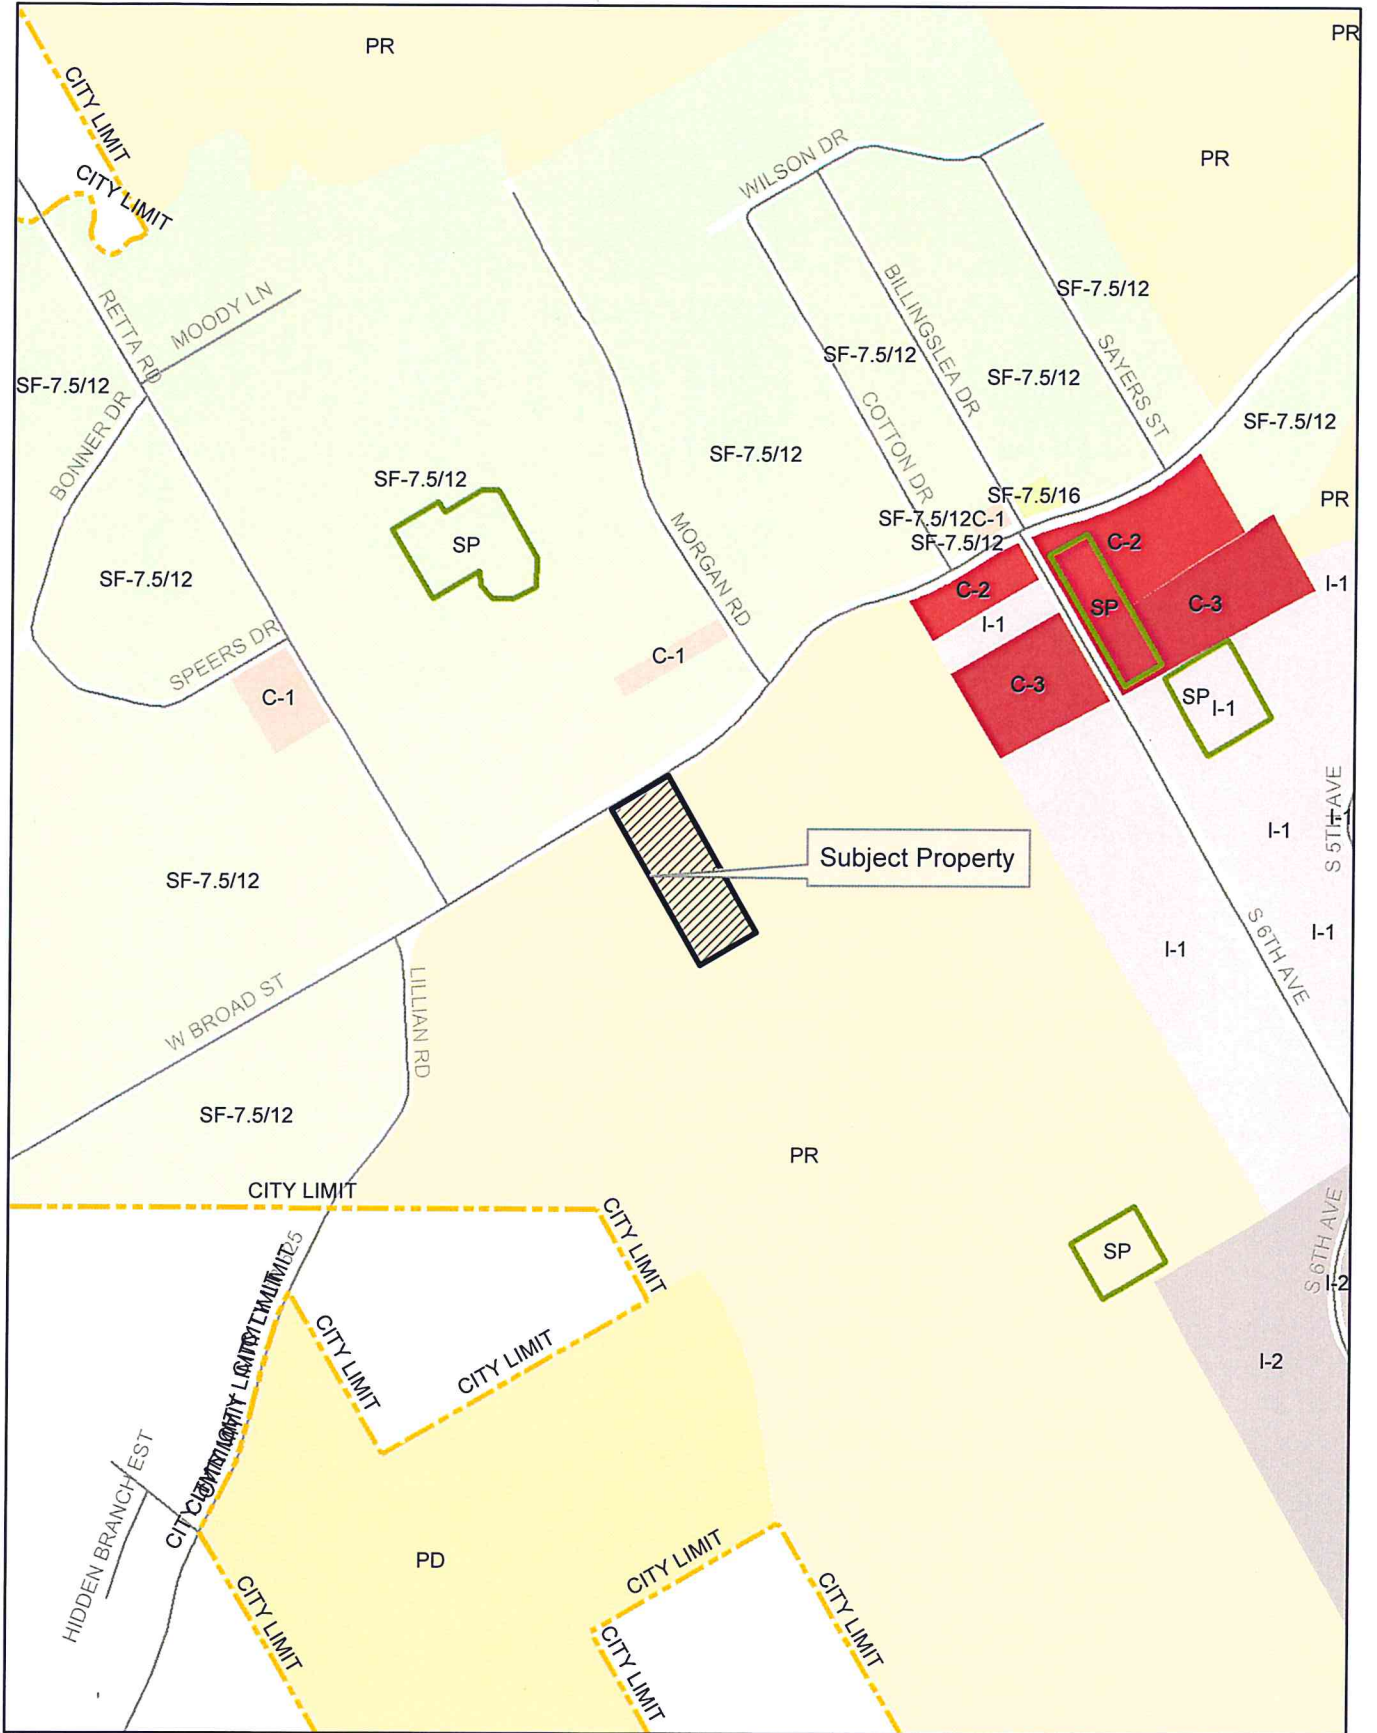 PR
PR
CITY LIMIT
CITY LIMIT
WILSON DR
PR
RETTA RD
MOODY LN
BILLINGSLEA DR
SF-7.5/12
SAYERS ST
SF-7.5/12
SF-7.5/12
SF-7.5/12
BONNER DR
COTTON DR
SF-7.5/12
SF-7.5/12
SF-7.5/12
SF-7.5/16
PR
SF-7.5/12
C-1
SF-7.5/12
C-2
SP
MORGAN RD
SF-7.5/12
C-2
I-1
SP
C-3
I-1
SPEERS DR
C-1
C-1
C-3
SP
I-1
S 5TH AVE
I-1
I-1
Subject Property
SF-7.5/12
I-1
I-1
S 6TH AVE
W BROAD ST
LILLIAN RD
SF-7.5/12
PR
CITY LIMIT
CITY LIMIT
S 6TH AVE
SP
I-2
CITY LIMIT
CITY LIMIT
CITY LIMIT
I-2
HIDDEN BRANCH EST
CITY LIMIT
PD
CITY LIMIT
CITY LIMIT
CITY LIMIT
CITY LIMIT